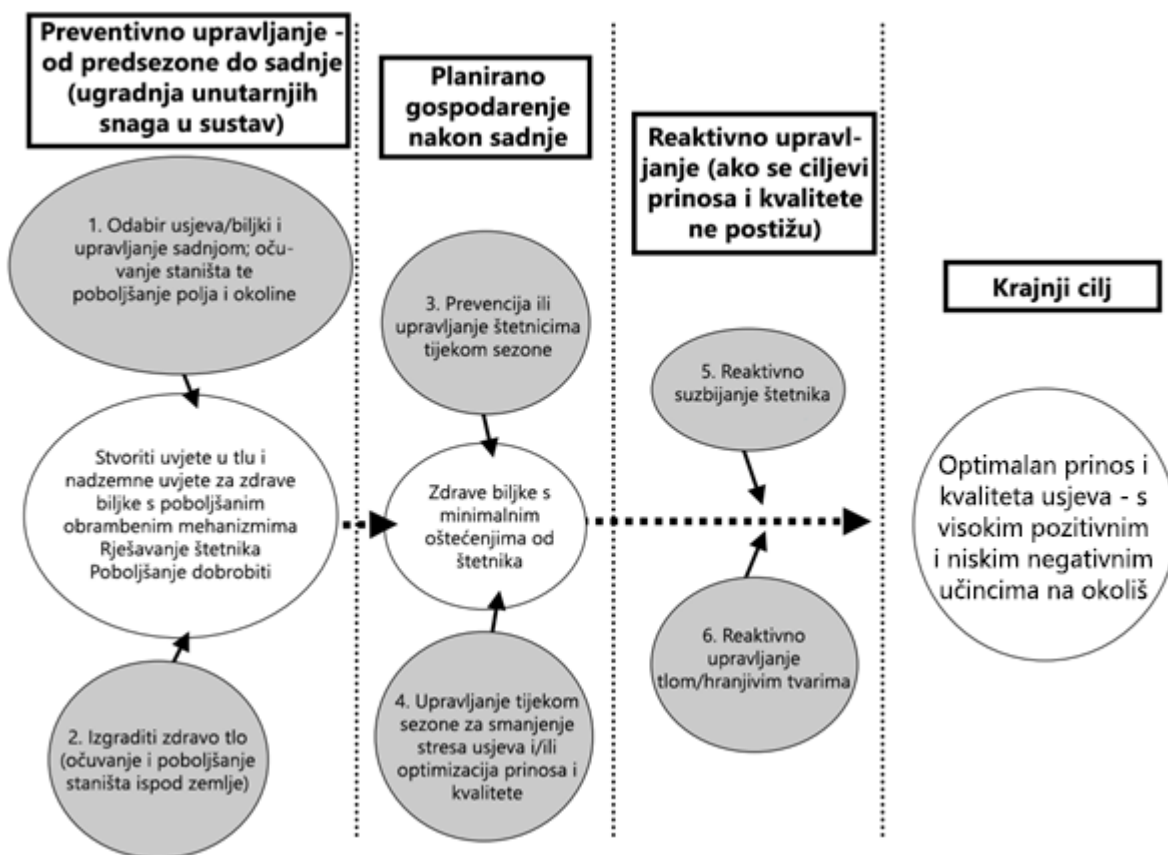 Preventivno upravljanje -
od predsezone do sadnje
(ugradnja unutarnjih
snaga u sustav)
1. Odabir usjeva/biljki i
upravljanje sadnjom; oču-
vanje staništa te
poboljšanje polja i okoline
Stvoriti uvjete u tlu i
nadzemne uvjete za zdrave
biljke s poboljšanim
obrambenim mehanizmima
Rješavanje štetnika
Poboljšanje dobrobiti
2. Izgraditi zdravo tlo
(očuvanje i poboljšanje
staništa ispod zemlje)
Planirano
gospodarenje
nakon sadnje
3. Prevencija ili
upravljanje štetnicima
tijekom sezone
Zdrave biljke s
minimalnim
oštećenjima od
štetnika
4. Upravljanje tijekom
sezone za smanjenje
stresa usjeva i/ili
optimizacija prinosa i
kvalitete
Reaktivno upravl-
janje (ako se ciljevi
prinosa i kvalitete
ne postižu)
5. Reaktivno
suzbijanje štetnika
6. Reaktivno
upravljanje
tlom/hranjivim tvarima
Krajnji cilj
Optimalan prinos i
kvaliteta usjeva - s
visokim pozitivnim
i niskim negativnim
učincima na okoliš